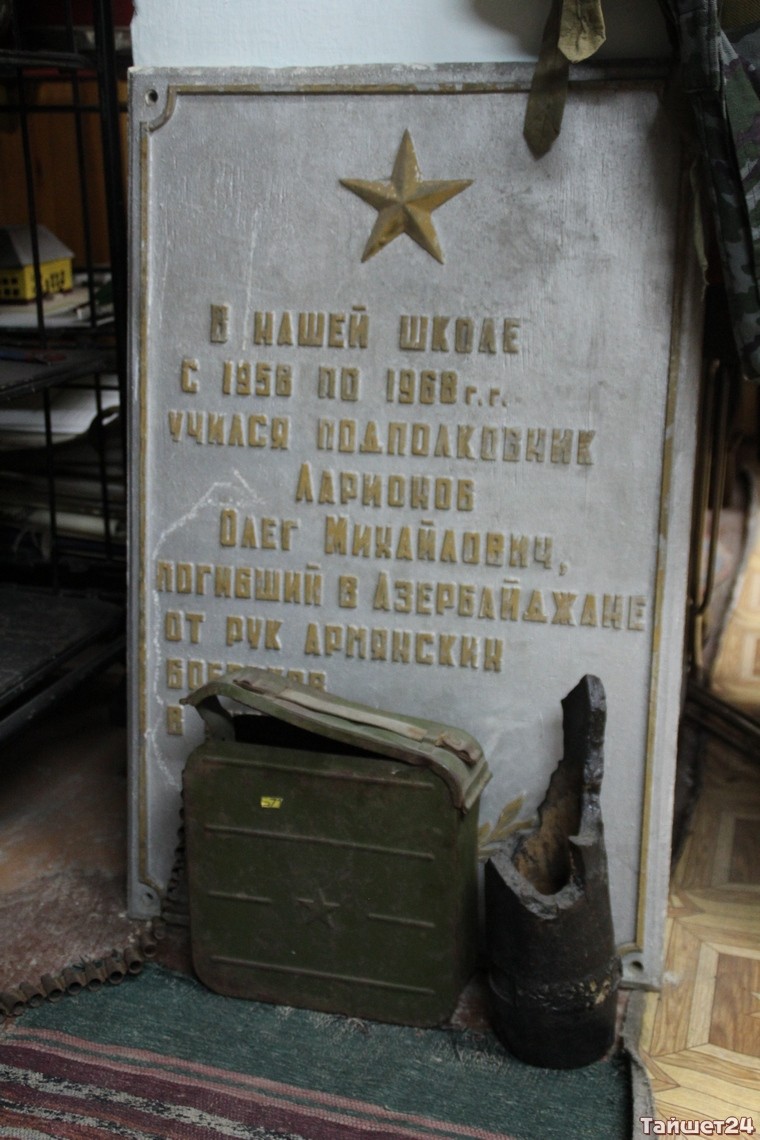 В НАШЕЙ ШКОЛЕ
С 1958 ПО 1968 г.г.
УЧИЛСЯ ПОДПОЛКОВНИК
ЛАРИОНОВ
ОЛЕГ МИХАЙЛОВИЧ,
ПОГИБШИЙ В АЗЕРБАЙДЖАНЕ
ОТ РУК АРМЯНСКИХ
В
Тайшет24